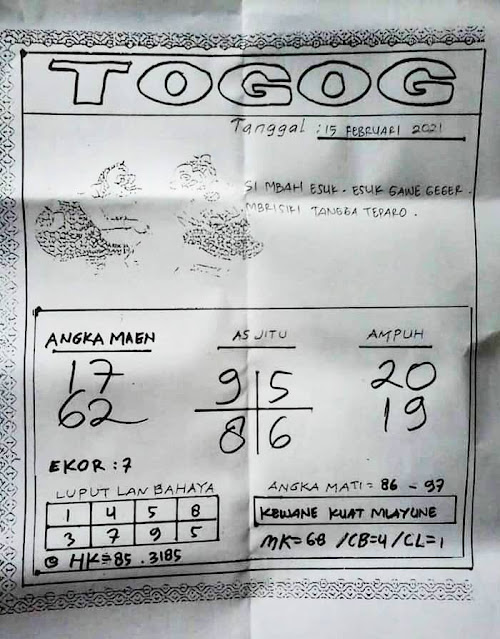 TOGOG
Tanggal : 15 FEBRUARI 2021
SI MBAH ESUK. ESUK GAWE GEGER.
MBRISIKI TANGGA TEPARO.
ANGKA MAEN
17
62
EKOR : 7
AS JITU
9 5
8 6
AMPUH
20
19
LUPUT LAN BAHAYA
1 4 5 8
3 7 9 5
HK=85.3185
ANGKA MATI = 86 - 97
KEWANE KUAT MLAYUNE
MK=68 /CB=4/CL=1